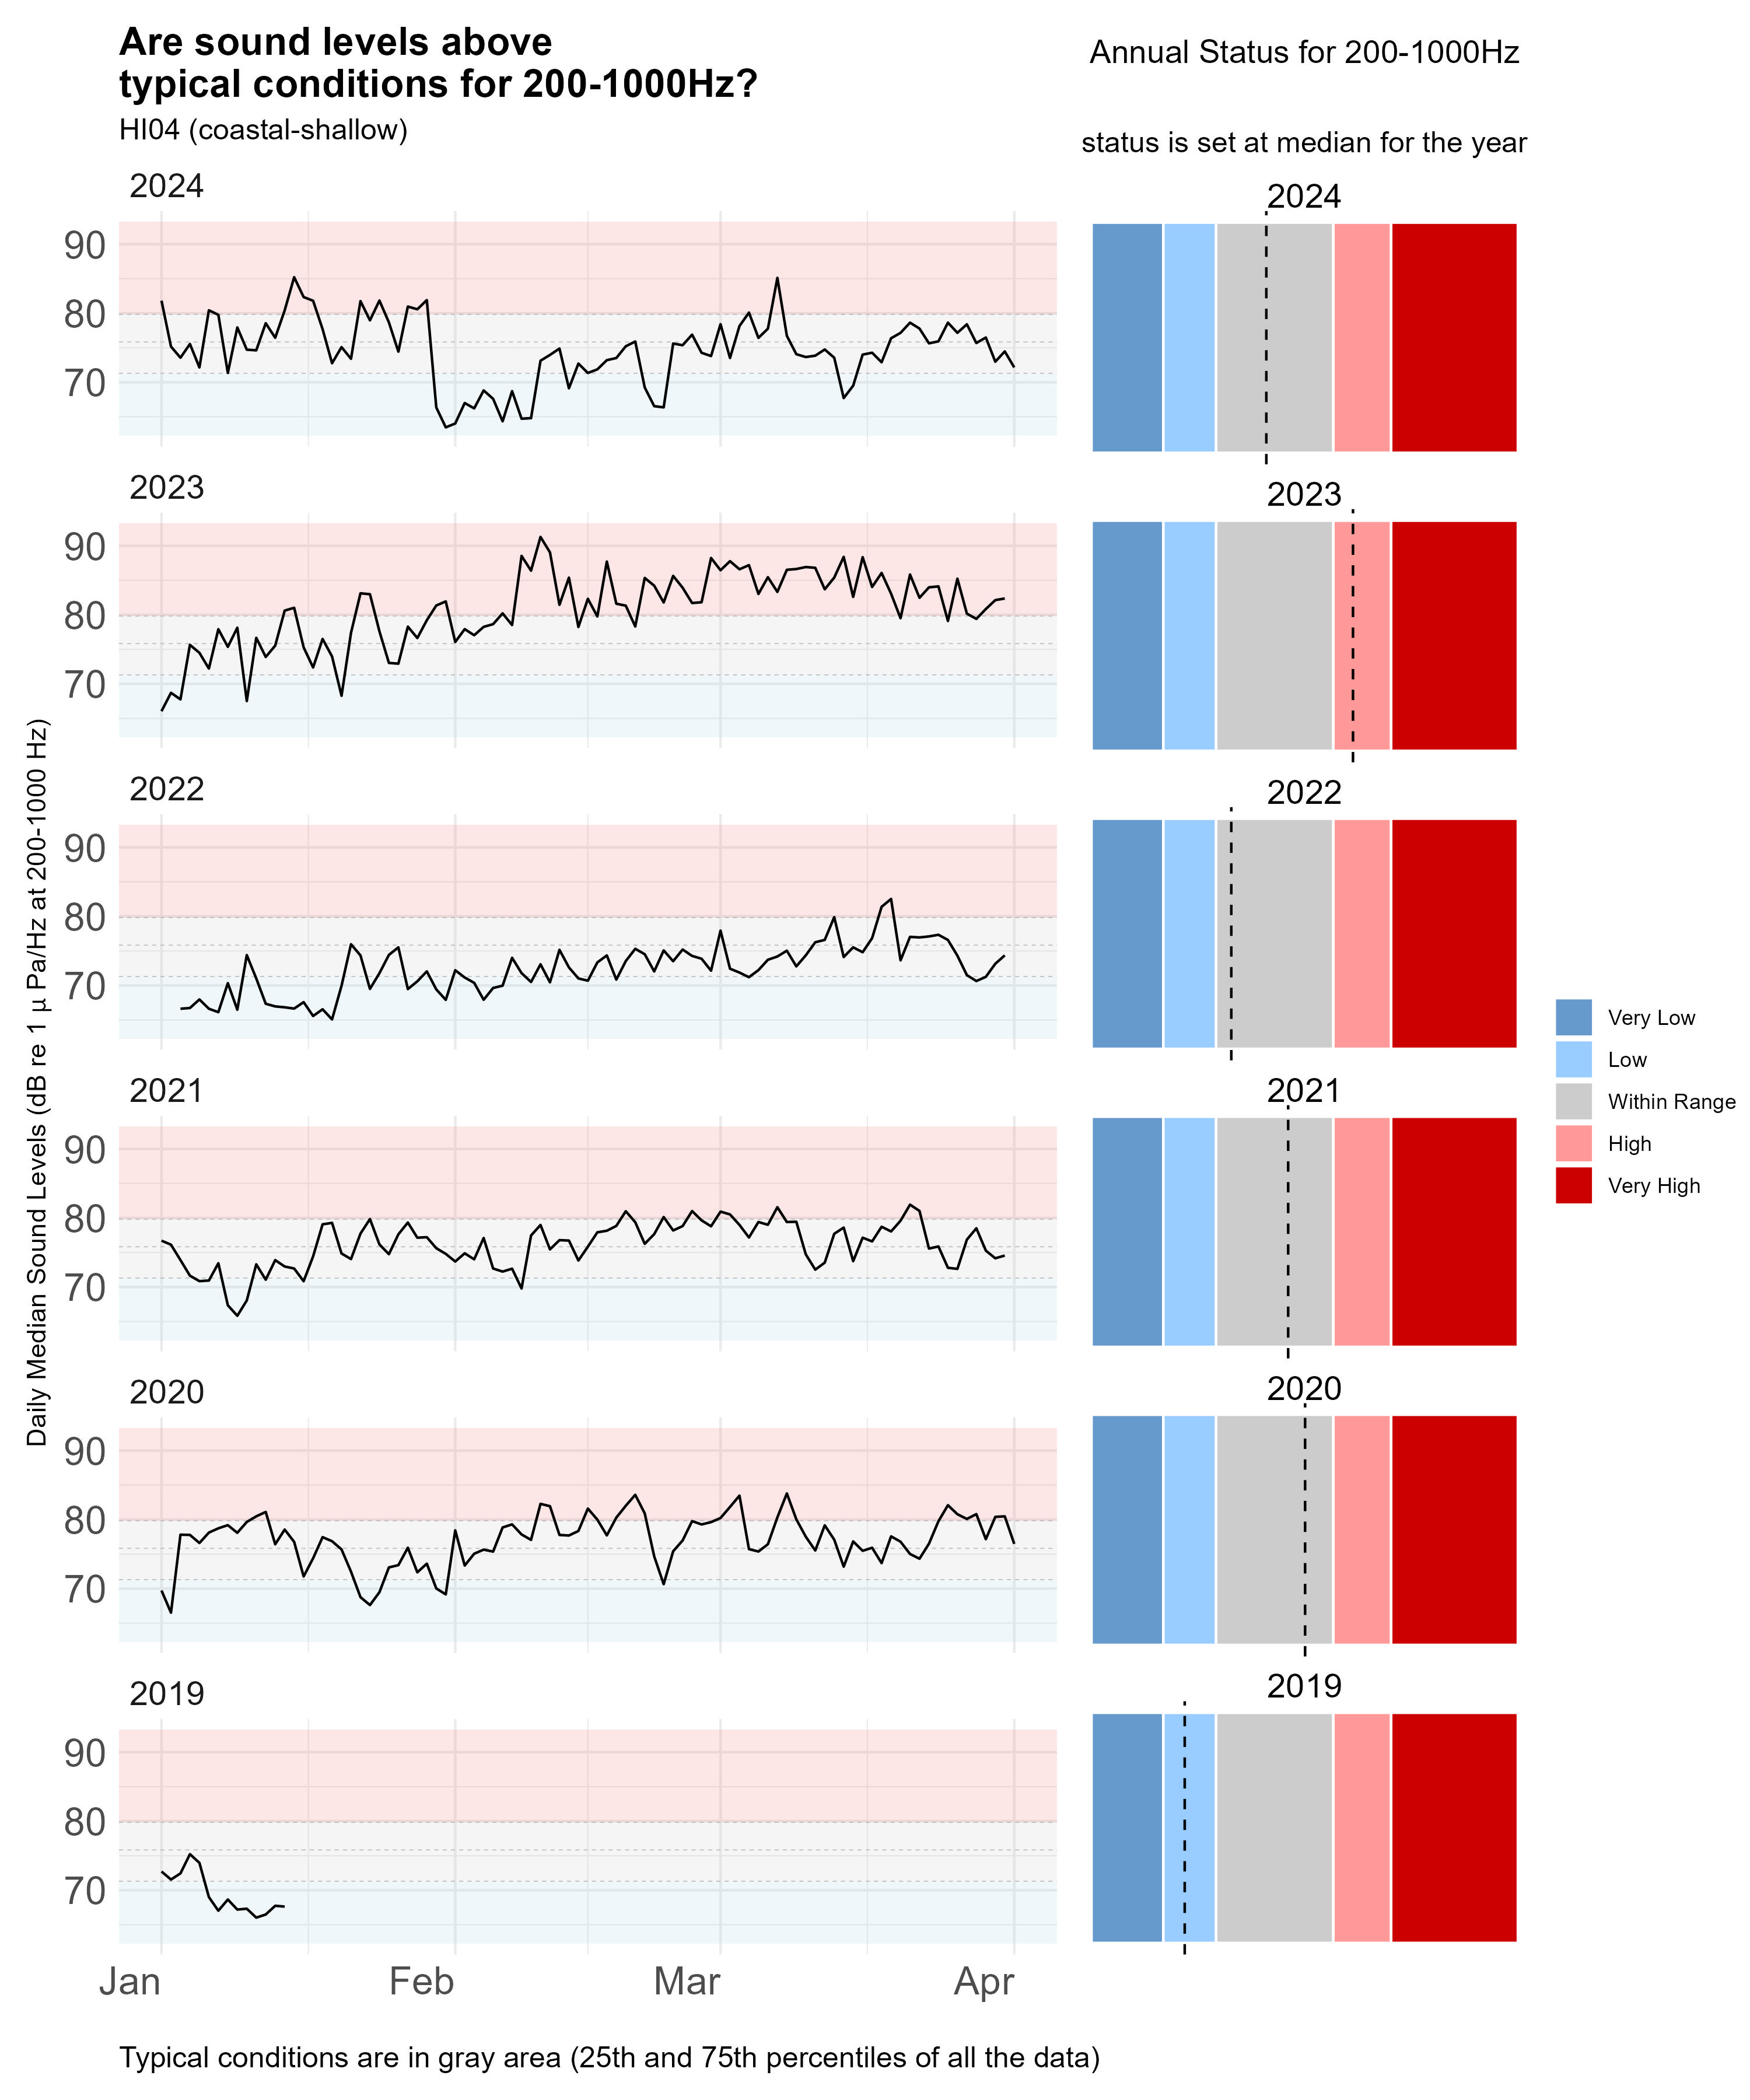 Are sound levels above
typical conditions for 200-1000Hz?
HI04 (coastal-shallow)
Annual Status for 200-1000Hz
status is set at median for the year
Daily Median Sound Levels (dB re 1 μ Pa/Hz at 200-1000 Hz)
2024
90
80
70
2024
2023
90
80
70
2023
2022
90
80
70
2022
2021
90
80
70
2021
2020
90
80
70
2020
2019
90
80
70
2019
Jan Feb Mar Apr
Very Low
Low
Within Range
High
Very High
Typical conditions are in gray area (25th and 75th percentiles of all the data)